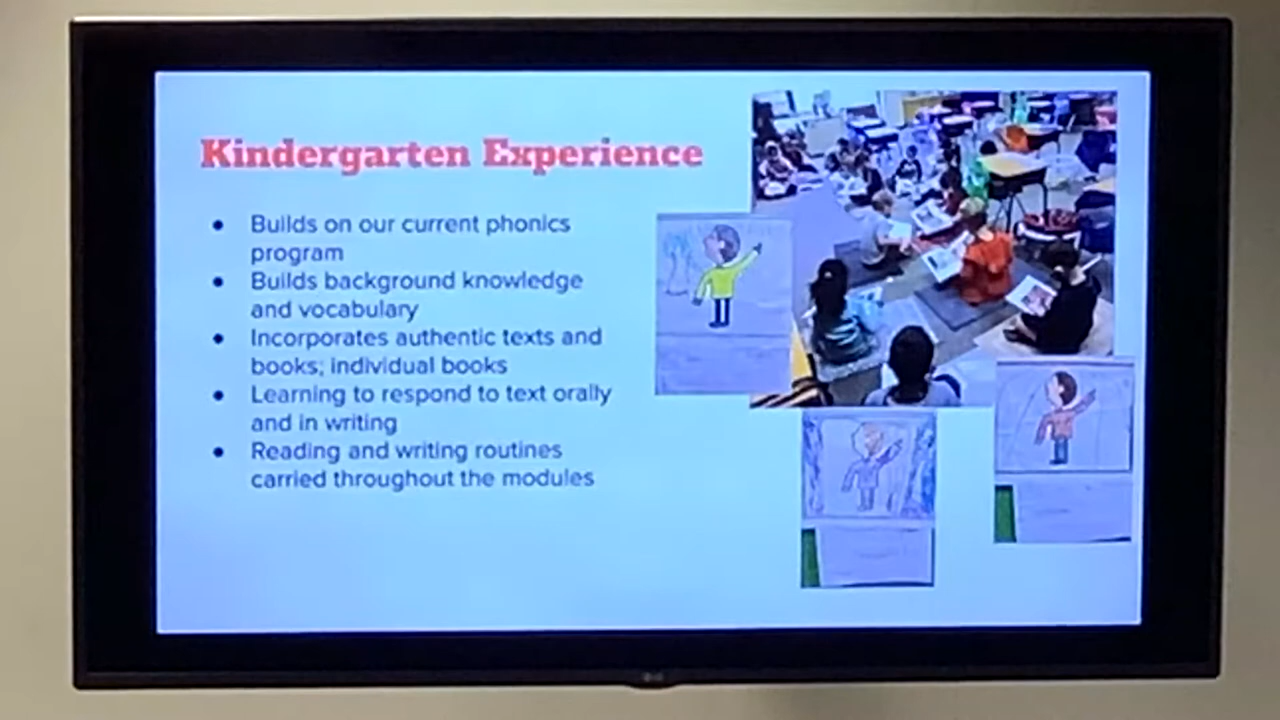 Kindergarten Experience
● Builds on our current phonics
program
● Builds background knowledge
and vocabulary
● Incorporates authentic texts and
books; individual books
● Learning to respond to text orally
and in writing
● Reading and writing routines
carried throughout the modules